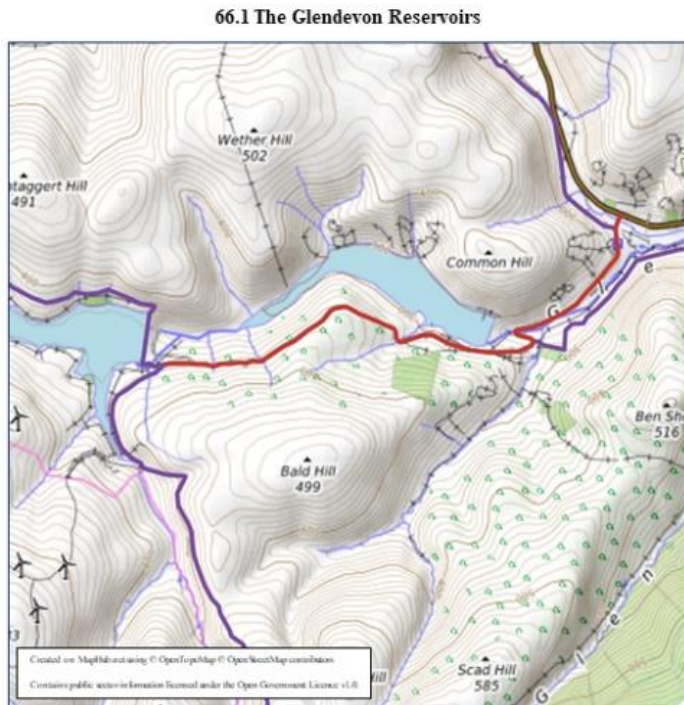 66.1 The Glendevon Reservoirs
Wether Hill
502
taggert Hill
491
Common Hill
G l e
Ben Sh
516
Bald Hill
499
n
G l e
Scad Hill
585
Hill
Created on MapHub.net using © OpenTopoMap © OpenStreetMap contributors
Contains public sector information licensed under the Open Government Licence v1.0.